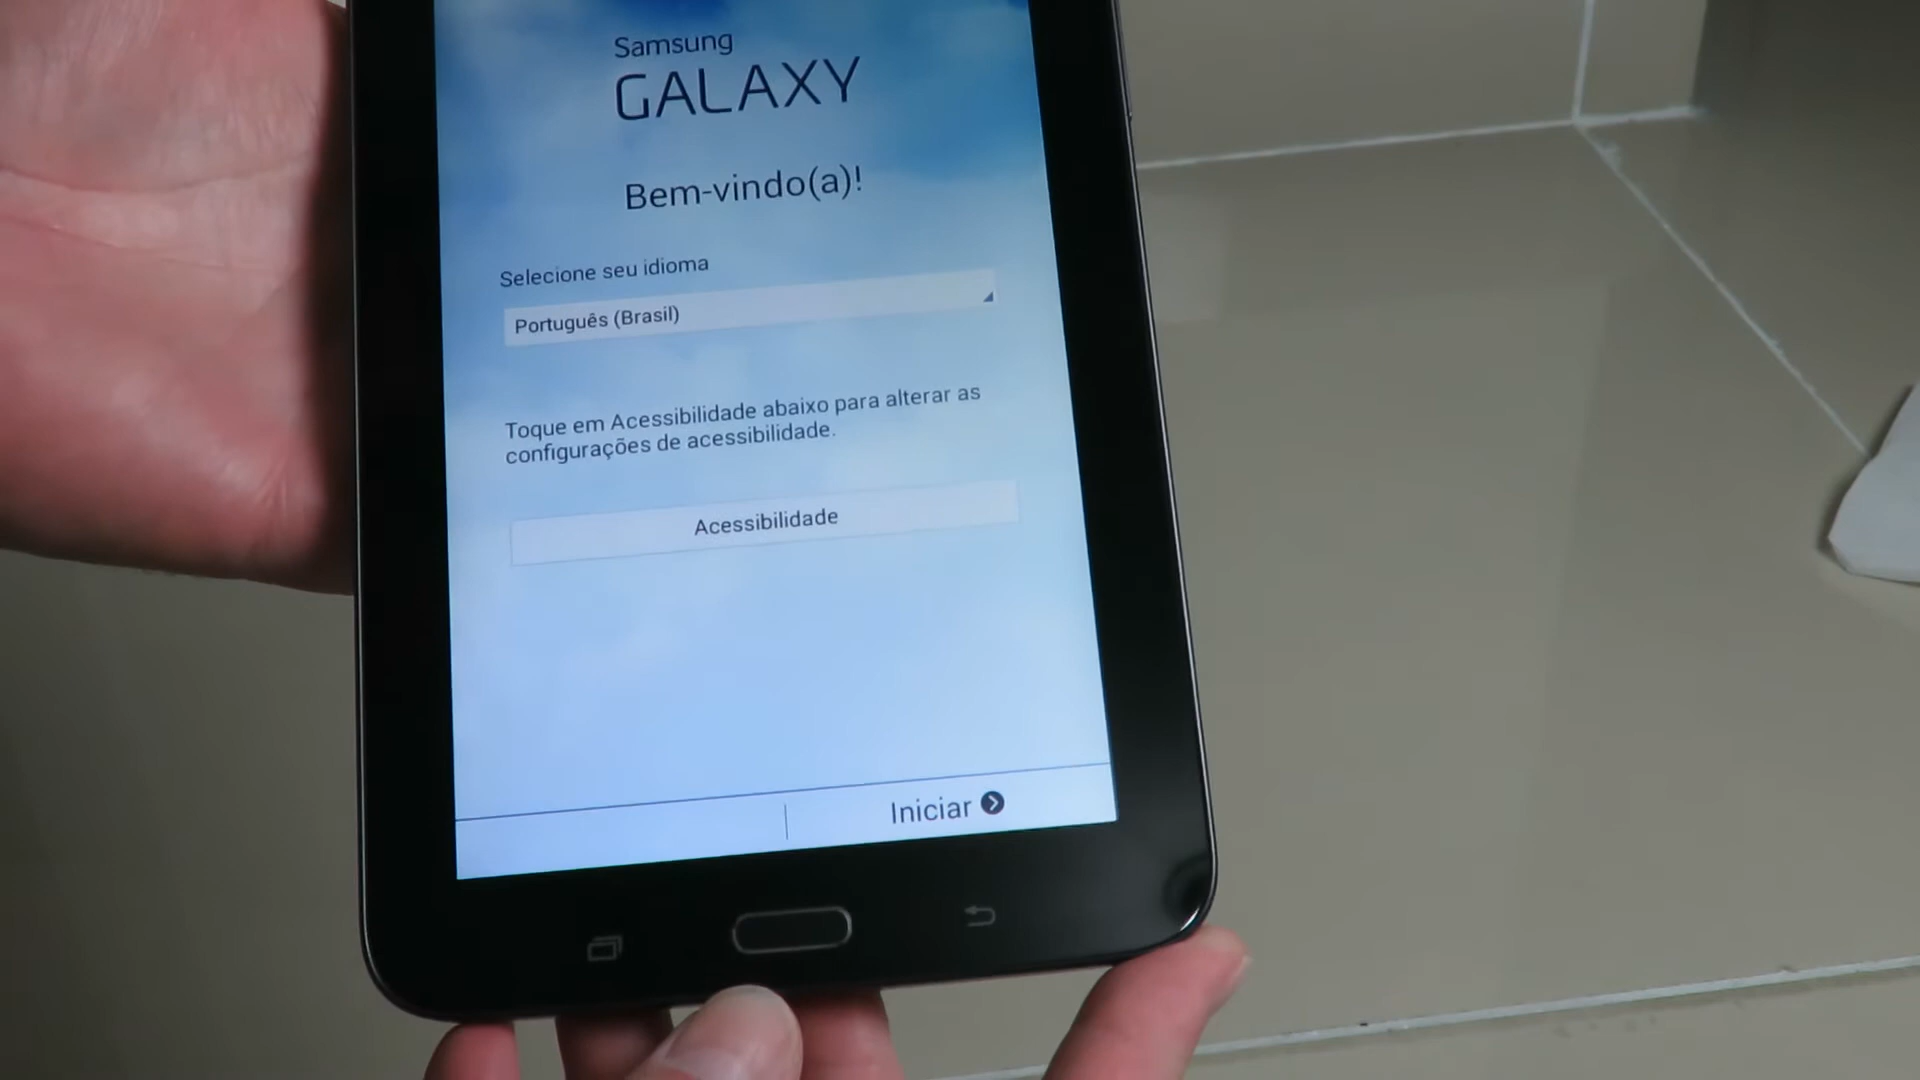 Samsung
GALAXY
Bem-vindo(a)!
Selecione seu idioma
Português (Brasil)
Toque em Acessibilidade abaixo para alterar as
configurações de acessibilidade.
Acessibilidade
Iniciar